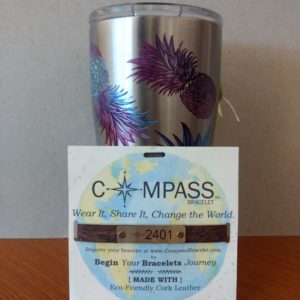 COMPASS
BRACELET
Wear It, Share It, Change the World.
2401
Register your bracelet at www.CompassBracelet.com
to
Begin Your Bracelets Journey
[ MADE WITH ]
Eco-Friendly Cork Leather